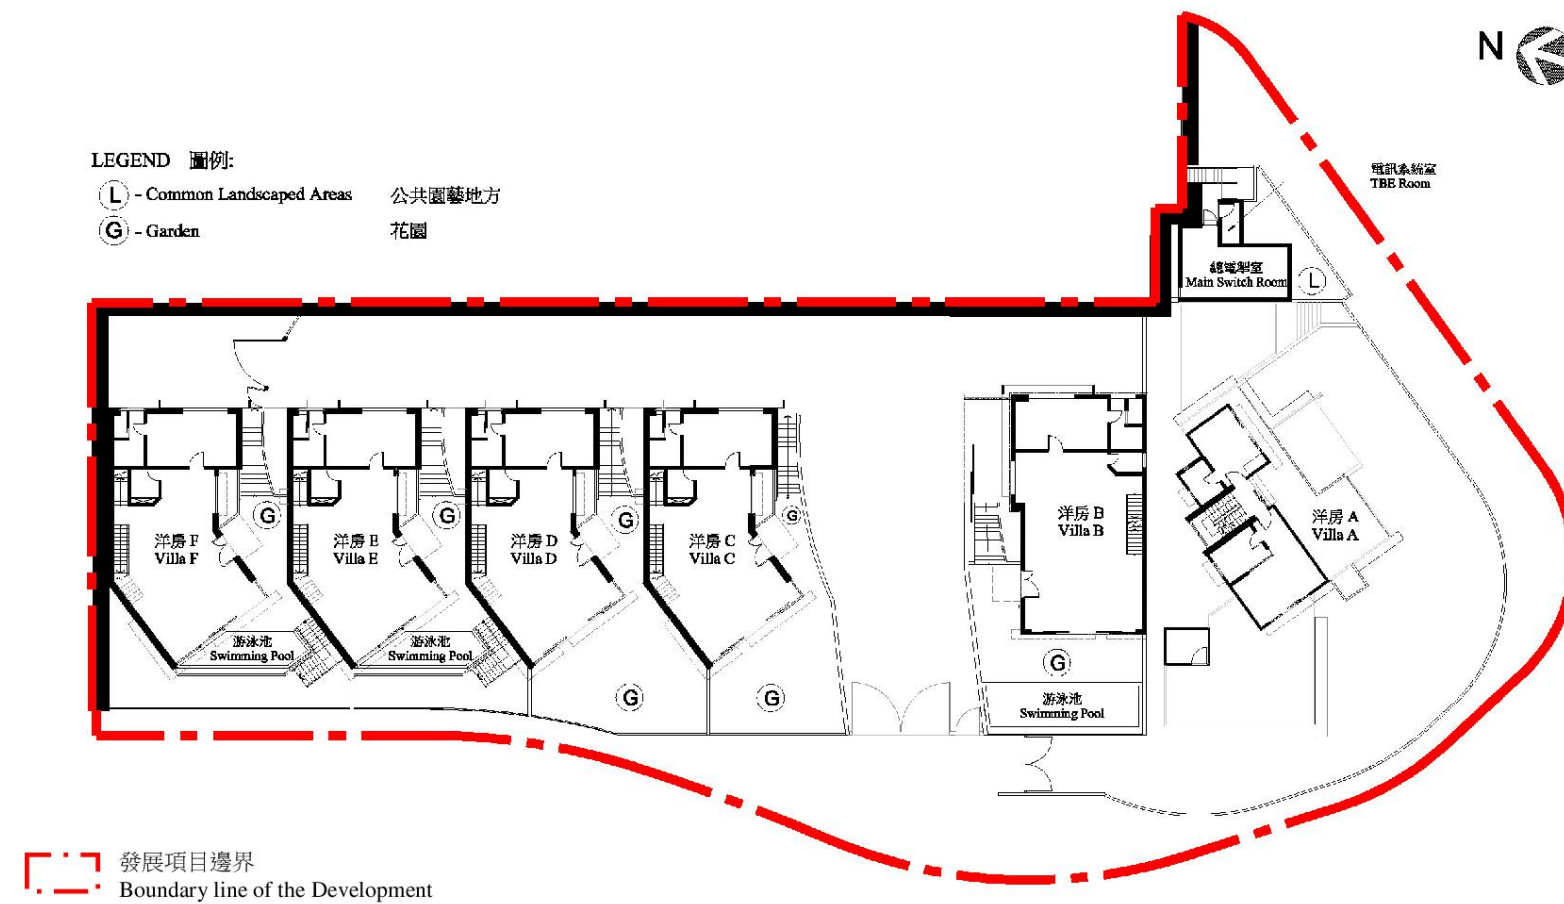 N
LEGEND 圖例:
L - Common Landscaped Areas 公共園藝地方
G - Garden 花園
電訊系統室
TBE Room
總電掣室
Main Switch Room
L
洋房 F
Villa F
G
洋房 E
Villa E
G
洋房 D
Villa D
G
洋房 C
Villa C
G
洋房 B
Villa B
洋房 A
Villa A
游泳池
Swimming Pool
游泳池
Swimming Pool
G
G
G
游泳池
Swimming Pool
發展項目邊界
Boundary line of the Development